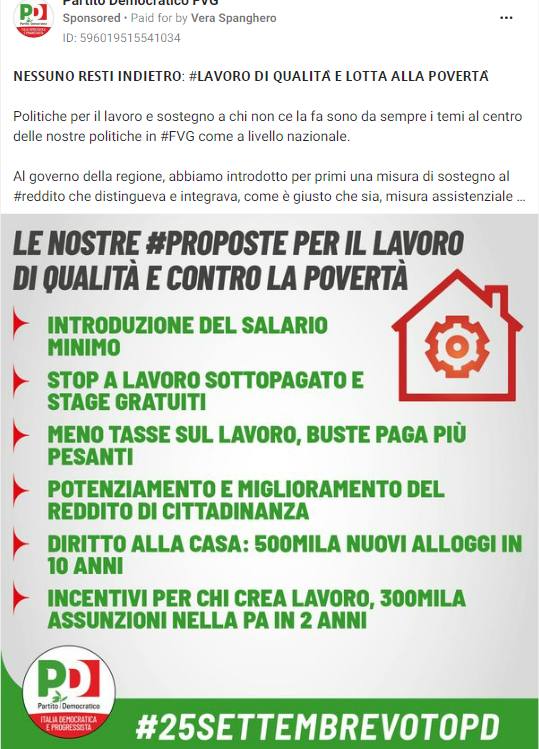 Partito Democratico FVG
Sponsored • Paid for by Vera Spanghero
ID: 596019515541034
NESSUNO RESTI INDIETRO: #LAVORO DI QUALITÀ E LOTTA ALLA POVERTÀ
Politiche per il lavoro e sostegno a chi non ce la fa sono da sempre i temi al centro
delle nostre politiche in #FVG come a livello nazionale.
Al governo della regione, abbiamo introdotto per primi una misura di sostegno al
#reddito che distingueva e integrava, come è giusto che sia, misura assistenziale ...
LE NOSTRE #PROPOSTE PER IL LAVORO
DI QUALITÀ E CONTRO LA POVERTÀ
INTRODUZIONE DEL SALARIO
MINIMO
STOP A LAVORO SOTTOPAGATO E
STAGE GRATUITI
MENO TASSE SUL LAVORO, BUSTE PAGA PIÙ
PESANTI
POTENZIAMENTO E MIGLIORAMENTO DEL
REDDITO DI CITTADINANZA
DIRITTO ALLA CASA: 500MILA NUOVI ALLOGGI IN
10 ANNI
INCENTIVI PER CHI CREA LAVORO, 300MILA
ASSUNZIONI NELLA PA IN 2 ANNI
PD
Partito Democratico
ITALIA DEMOCRATICA
E PROGRESSISTA
#25SETTEMBREVOTOPD